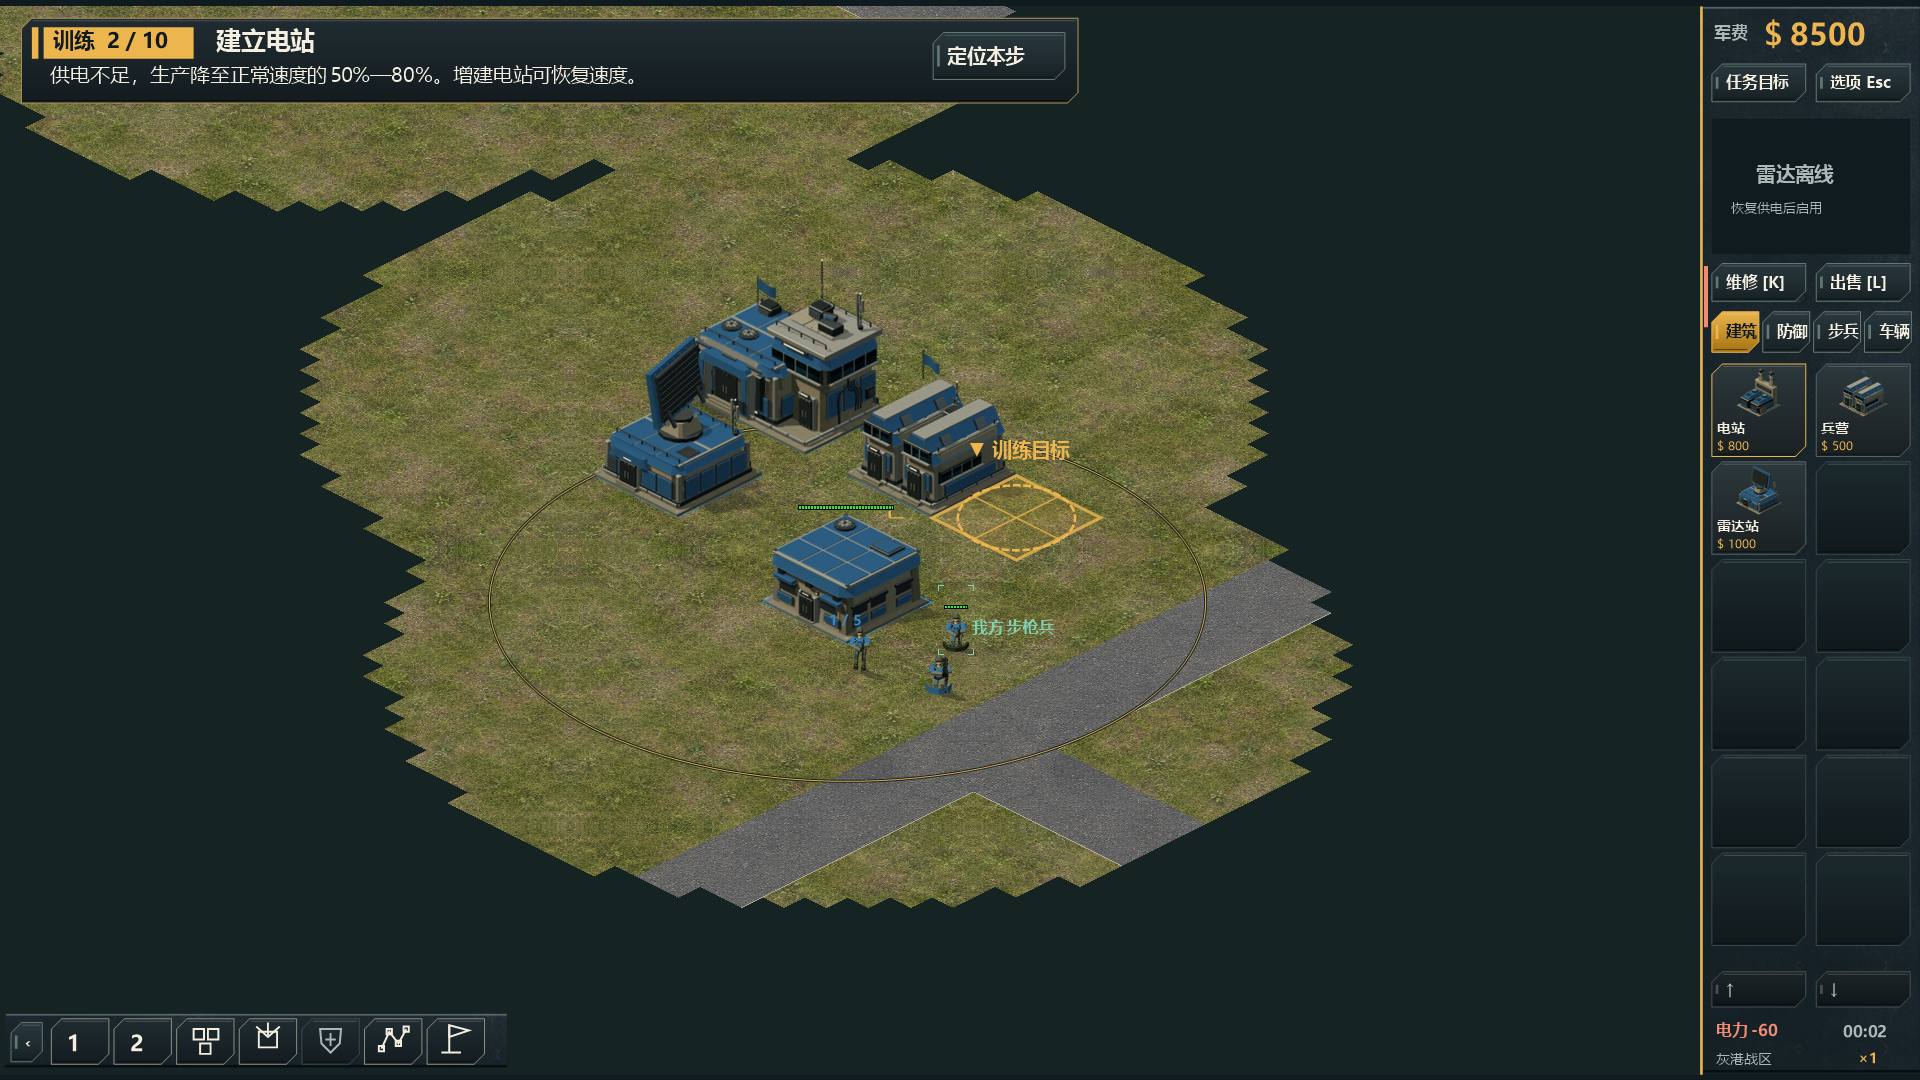 训练 2 / 10 建立电站
供电不足，生产降至正常速度的 50%—80%。增建电站可恢复速度。
定位本步
军费 $ 8500
任务目标 选项 Esc
雷达离线
恢复供电后启用
维修 [K] 出售 [L]
建筑 防御 步兵 车辆
电站 兵营
$ 800 $ 500
雷达站
$ 1000
▼ 训练目标
1 / 5
我方步枪兵
‹ 1 2
↑ ↓
电力 -60 00:02
灰港战区 ×1